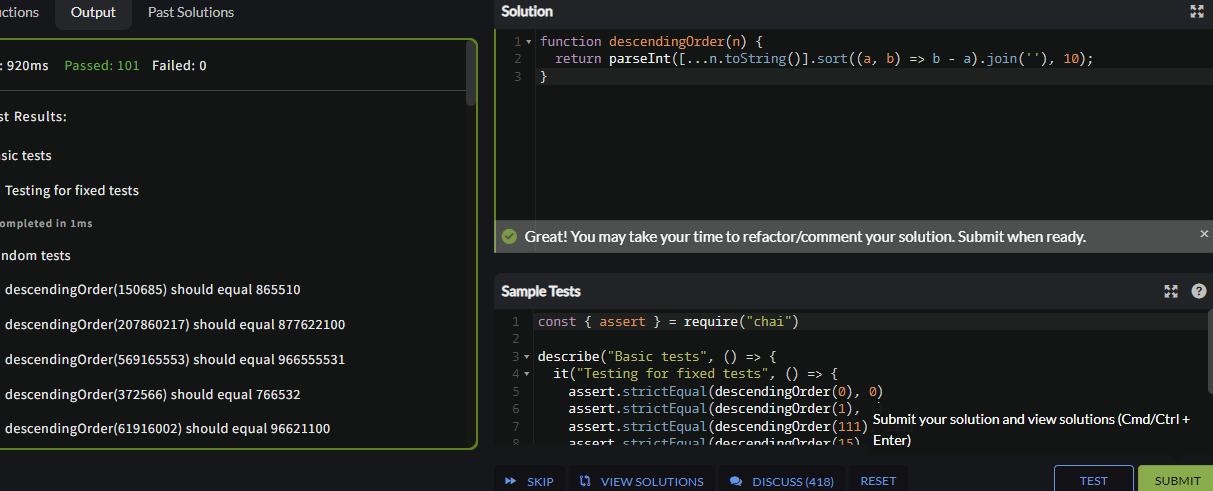 uctions Output Past Solutions
: 920ms Passed: 101 Failed: 0
st Results:
sic tests
Testing for fixed tests
ompleted in 1ms
ndom tests
descendingOrder(150685) should equal 865510
descendingOrder(207860217) should equal 877622100
descendingOrder(569165553) should equal 966555531
descendingOrder(372566) should equal 766532
descendingOrder(61916002) should equal 96621100
Solution
1 function descendingOrder(n) {
2 return parseInt([...n.toString()].sort((a, b) => b - a).join(''), 10);
3 }
Great! You may take your time to refactor/comment your solution. Submit when ready. ×
Sample Tests ?
1 const { assert } = require("chai")
2
3 describe("Basic tests", () => {
4 it("Testing for fixed tests", () => {
5 assert.strictEqual(descendingOrder(0), 0)
6 assert.strictEqual(descendingOrder(1),
7 assert.strictEqual(descendingOrder(111)
8 assert.strictEqual(descendingOrder(15)
Submit your solution and view solutions (Cmd/Ctrl +
Enter)
SKIP VIEW SOLUTIONS DISCUSS (418) RESET TEST SUBMIT